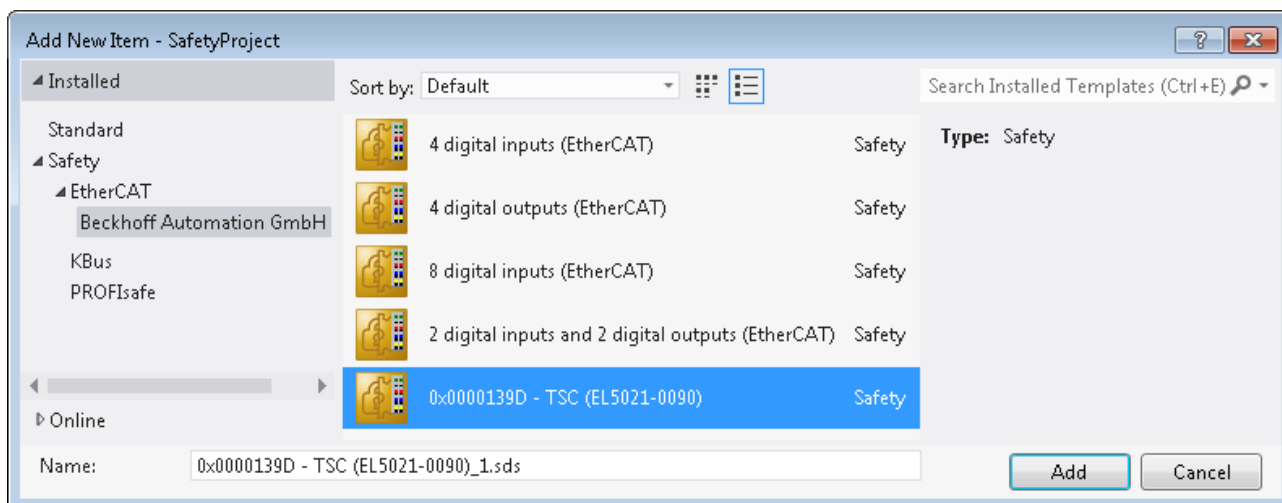 Add New Item - SafetyProject
Installed
Sort by: Default
Search Installed Templates (Ctrl+E)
Standard
Safety
EtherCAT
Beckhoff Automation GmbH
KBus
PROFIsafe
Online
4 digital inputs (EtherCAT) Safety
4 digital outputs (EtherCAT) Safety
8 digital inputs (EtherCAT) Safety
2 digital inputs and 2 digital outputs (EtherCAT) Safety
0x0000139D - TSC (EL5021-0090) Safety
Type: Safety
Name: 0x0000139D - TSC (EL5021-0090)_1.sds
Add Cancel